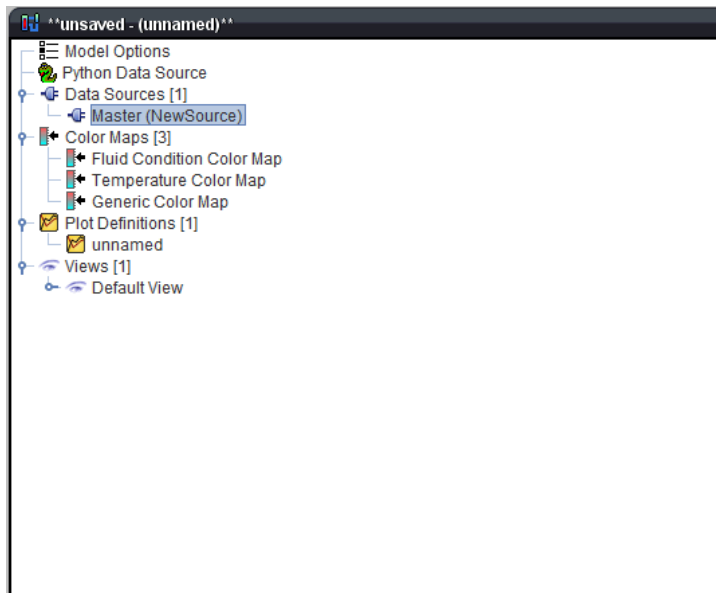 **unsaved - (unnamed)**
Model Options
Python Data Source
Data Sources [1]
Master (NewSource)
Color Maps [3]
Fluid Condition Color Map
Temperature Color Map
Generic Color Map
Plot Definitions [1]
unnamed
Views [1]
Default View